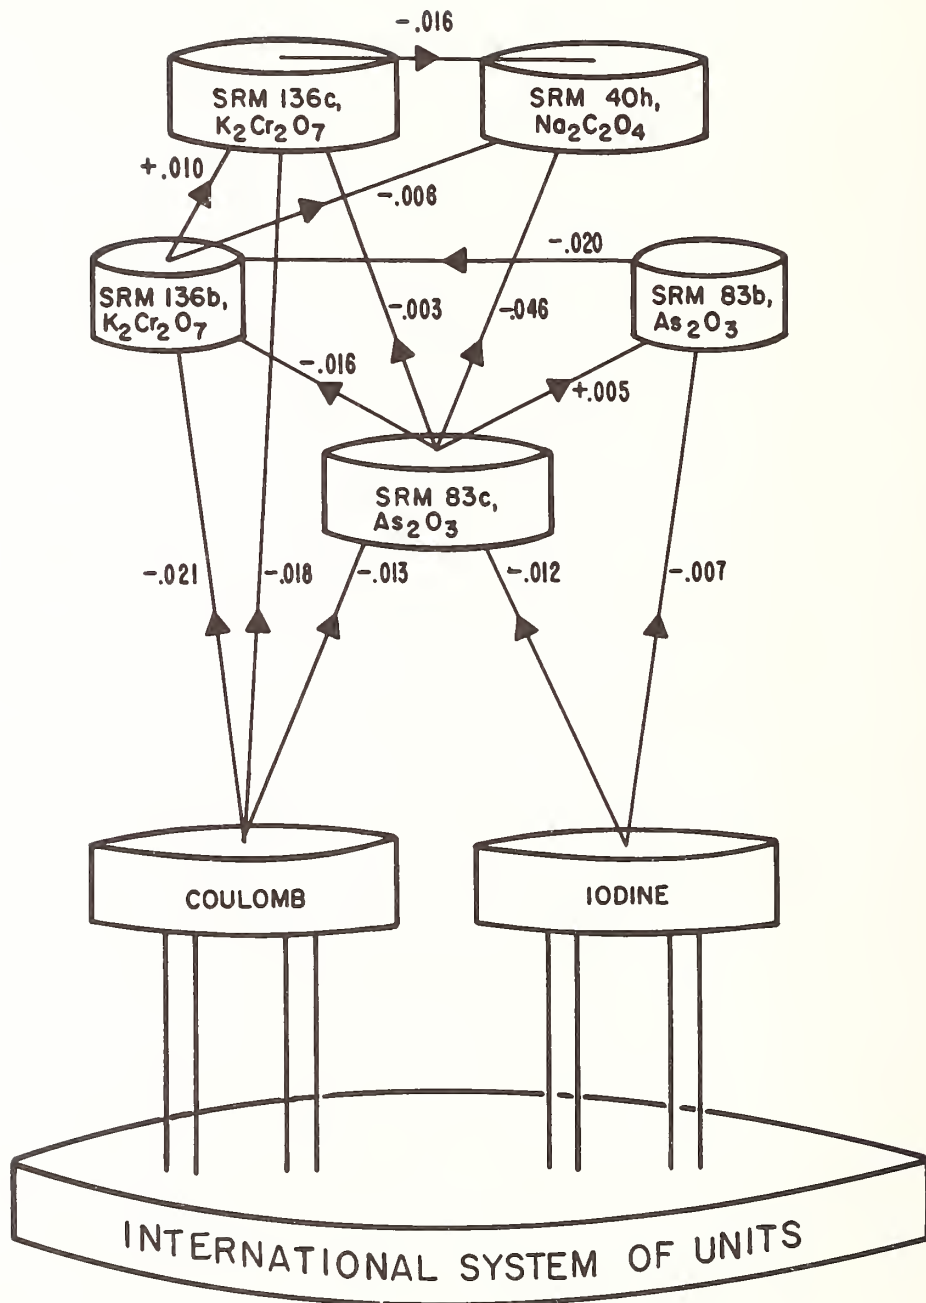 -.016
SRM 136c,
K₂Cr₂O₇
SRM 40h,
Na₂C₂O₄
+.010
-.008
-.020
SRM 136b,
K₂Cr₂O₇
SRM 83b,
As₂O₃
-.003
-.046
-.016
+.005
SRM 83c,
As₂O₃
-.021
-.018
-.013
-.012
-.007
COULOMB
IODINE
INTERNATIONAL SYSTEM OF UNITS